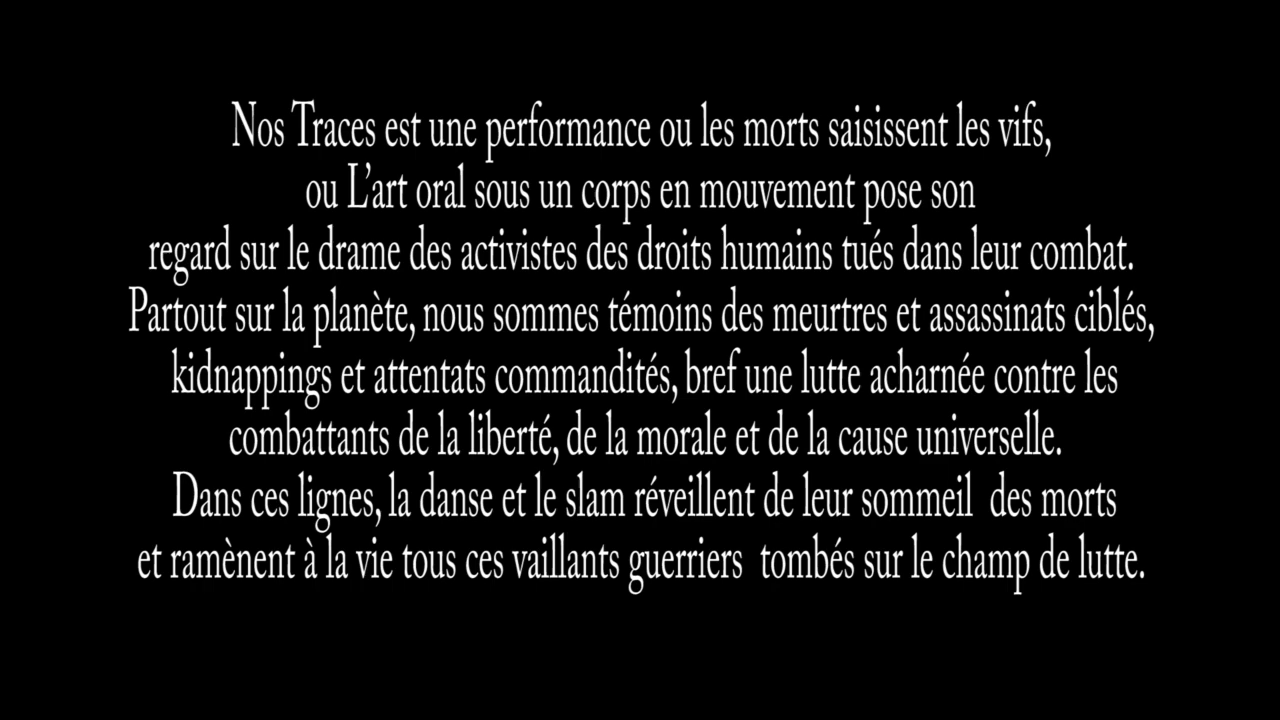 Nos Traces est une performance ou les morts saisissent les vifs,
ou L’art oral sous un corps en mouvement pose son
regard sur le drame des activistes des droits humains tués dans leur combat.
Partout sur la planète, nous sommes témoins des meurtres et assassinats ciblés,
kidnappings et attentats commandités, bref une lutte acharnée contre les
combattants de la liberté, de la morale et de la cause universelle.
Dans ces lignes, la danse et le slam réveillent de leur sommeil des morts
et ramènent à la vie tous ces vaillants guerriers tombés sur le champ de lutte.